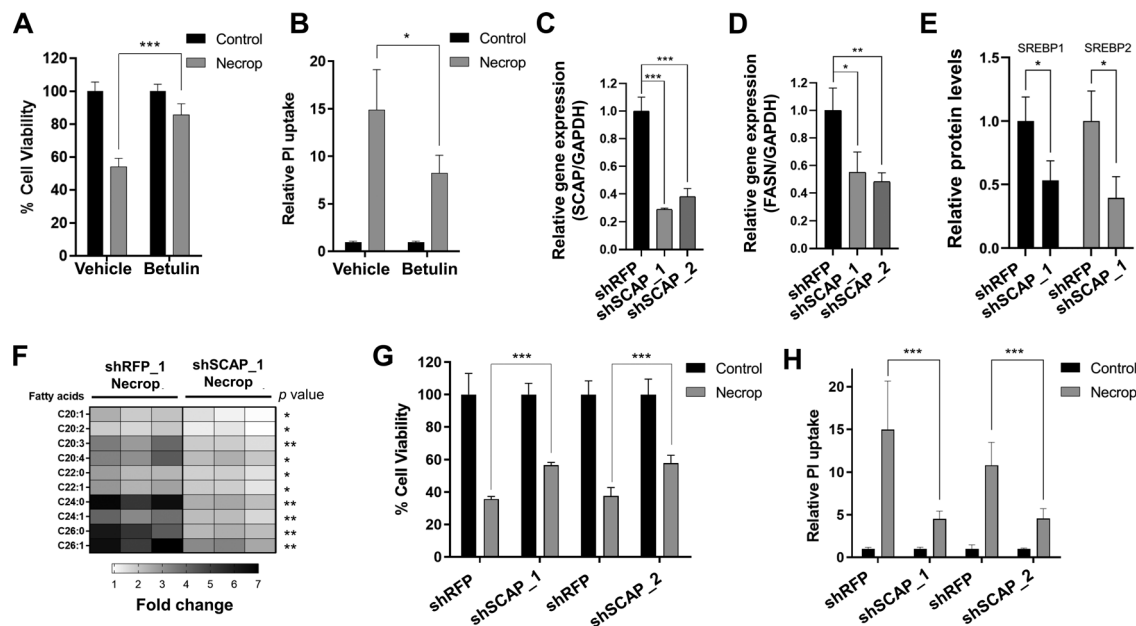 A
% Cell Viability
120
100
80
60
40
20
0
***
Control
Necrop
Vehicle
Betulin
B
Relative PI uptake
20
15
10
5
0
*
Control
Necrop
Vehicle
Betulin
C
Relative gene expression
(SCAP/GAPDH)
1.2
1.0
0.8
0.6
0.4
0.2
0.0
***
***
shRFP
shSCAP_1
shSCAP_2
D
Relative gene expression
(FASN/GAPDH)
1.2
1.0
0.8
0.6
0.4
0.2
0.0
**
*
shRFP
shSCAP_1
shSCAP_2
E
Relative protein levels
1.5
1.0
0.5
0.0
SREBP1
*
SREBP2
*
shRFP
shSCAP_1
shRFP
shSCAP_1
F
shRFP_1
Necrop
shSCAP_1
Necrop
Fatty acids
p value
C20:1 *
C20:2 *
C20:3 **
C20:4 *
C22:0 *
C22:1 *
C24:0 **
C24:1 **
C26:0 **
C26:1 **
1 2 3 4 5 6 7
Fold change
G
% Cell Viability
120
100
80
60
40
20
0
***
***
Control
Necrop
shRFP
shSCAP_1
shRFP
shSCAP_2
H
Relative PI uptake
20
15
10
5
0
***
***
Control
Necrop
shRFP
shSCAP_1
shRFP
shSCAP_2